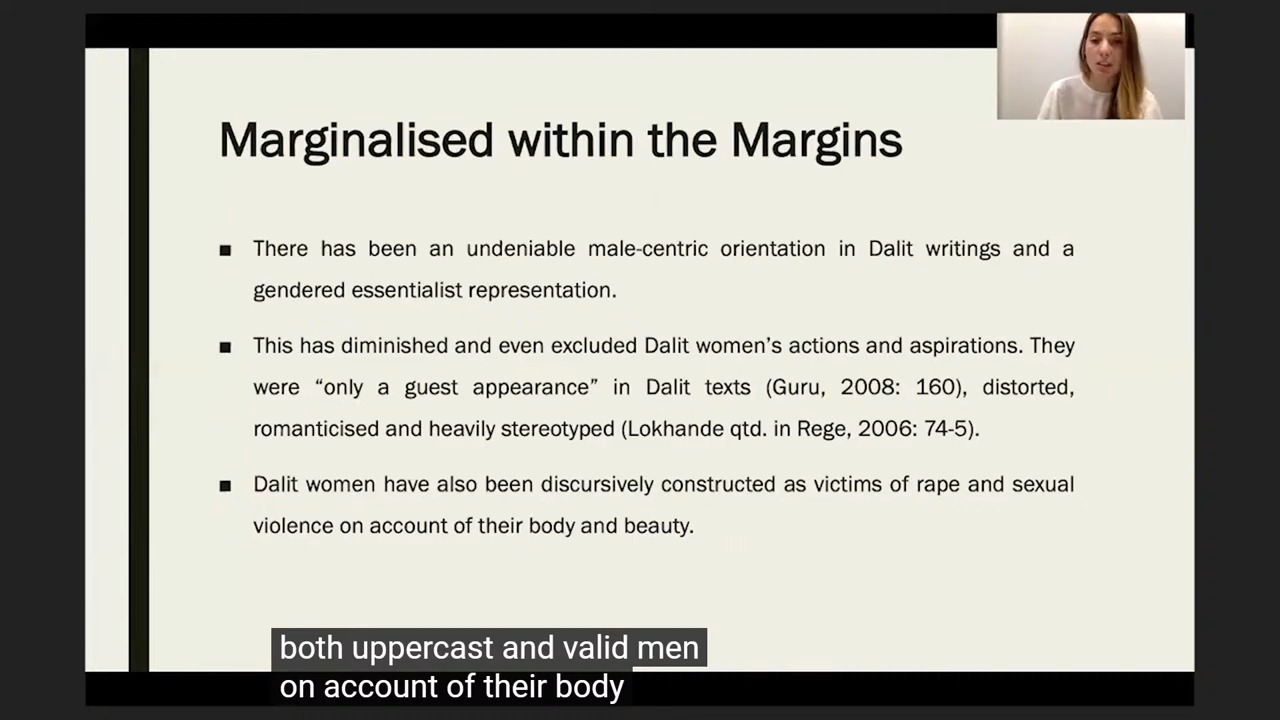 Marginalised within the Margins
■ There has been an undeniable male-centric orientation in Dalit writings and a
gendered essentialist representation.
■ This has diminished and even excluded Dalit women's actions and aspirations. They
were “only a guest appearance” in Dalit texts (Guru, 2008: 160), distorted,
romanticised and heavily stereotyped (Lokhande qtd. in Rege, 2006: 74-5).
■ Dalit women have also been discursively constructed as victims of rape and sexual
violence on account of their body and beauty.
both uppercast and valid men
on account of their body